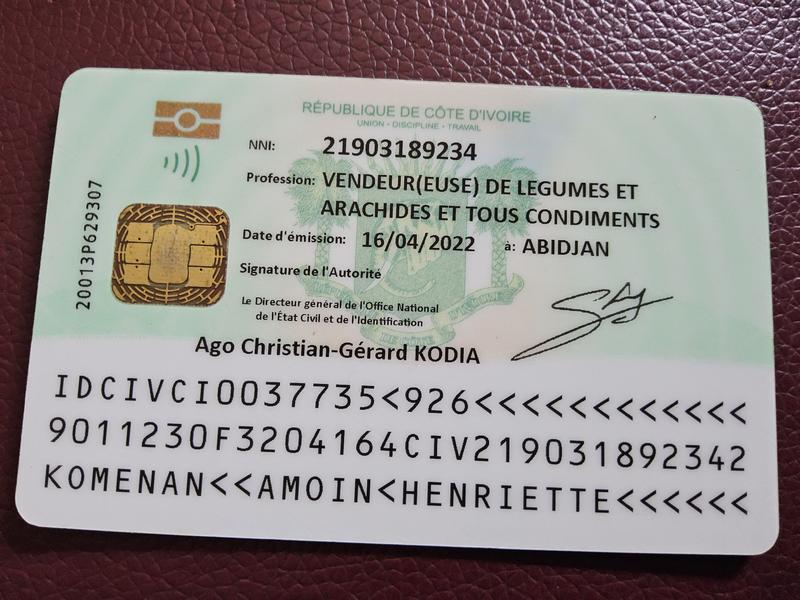 RÉPUBLIQUE DE CÔTE D'IVOIRE
UNION - DISCIPLINE - TRAVAIL
NNI: 21903189234
Profession: VENDEUR(EUSE) DE LEGUMES ET
ARACHIDES ET TOUS CONDIMENTS
Date d'émission: 16/04/2022 à: ABIDJAN
Signature de l'Autorité
Le Directeur général de l'Office National
de l'État Civil et de l'Identification
Ago Christian-Gérard KODIA
20013P629307
IDCIVCI0037735<926<<<<<<<<<<<<
9011230F3204164CIV219031892342
KOMENAN<<AMOIN<HENRIETTE<<<<<<